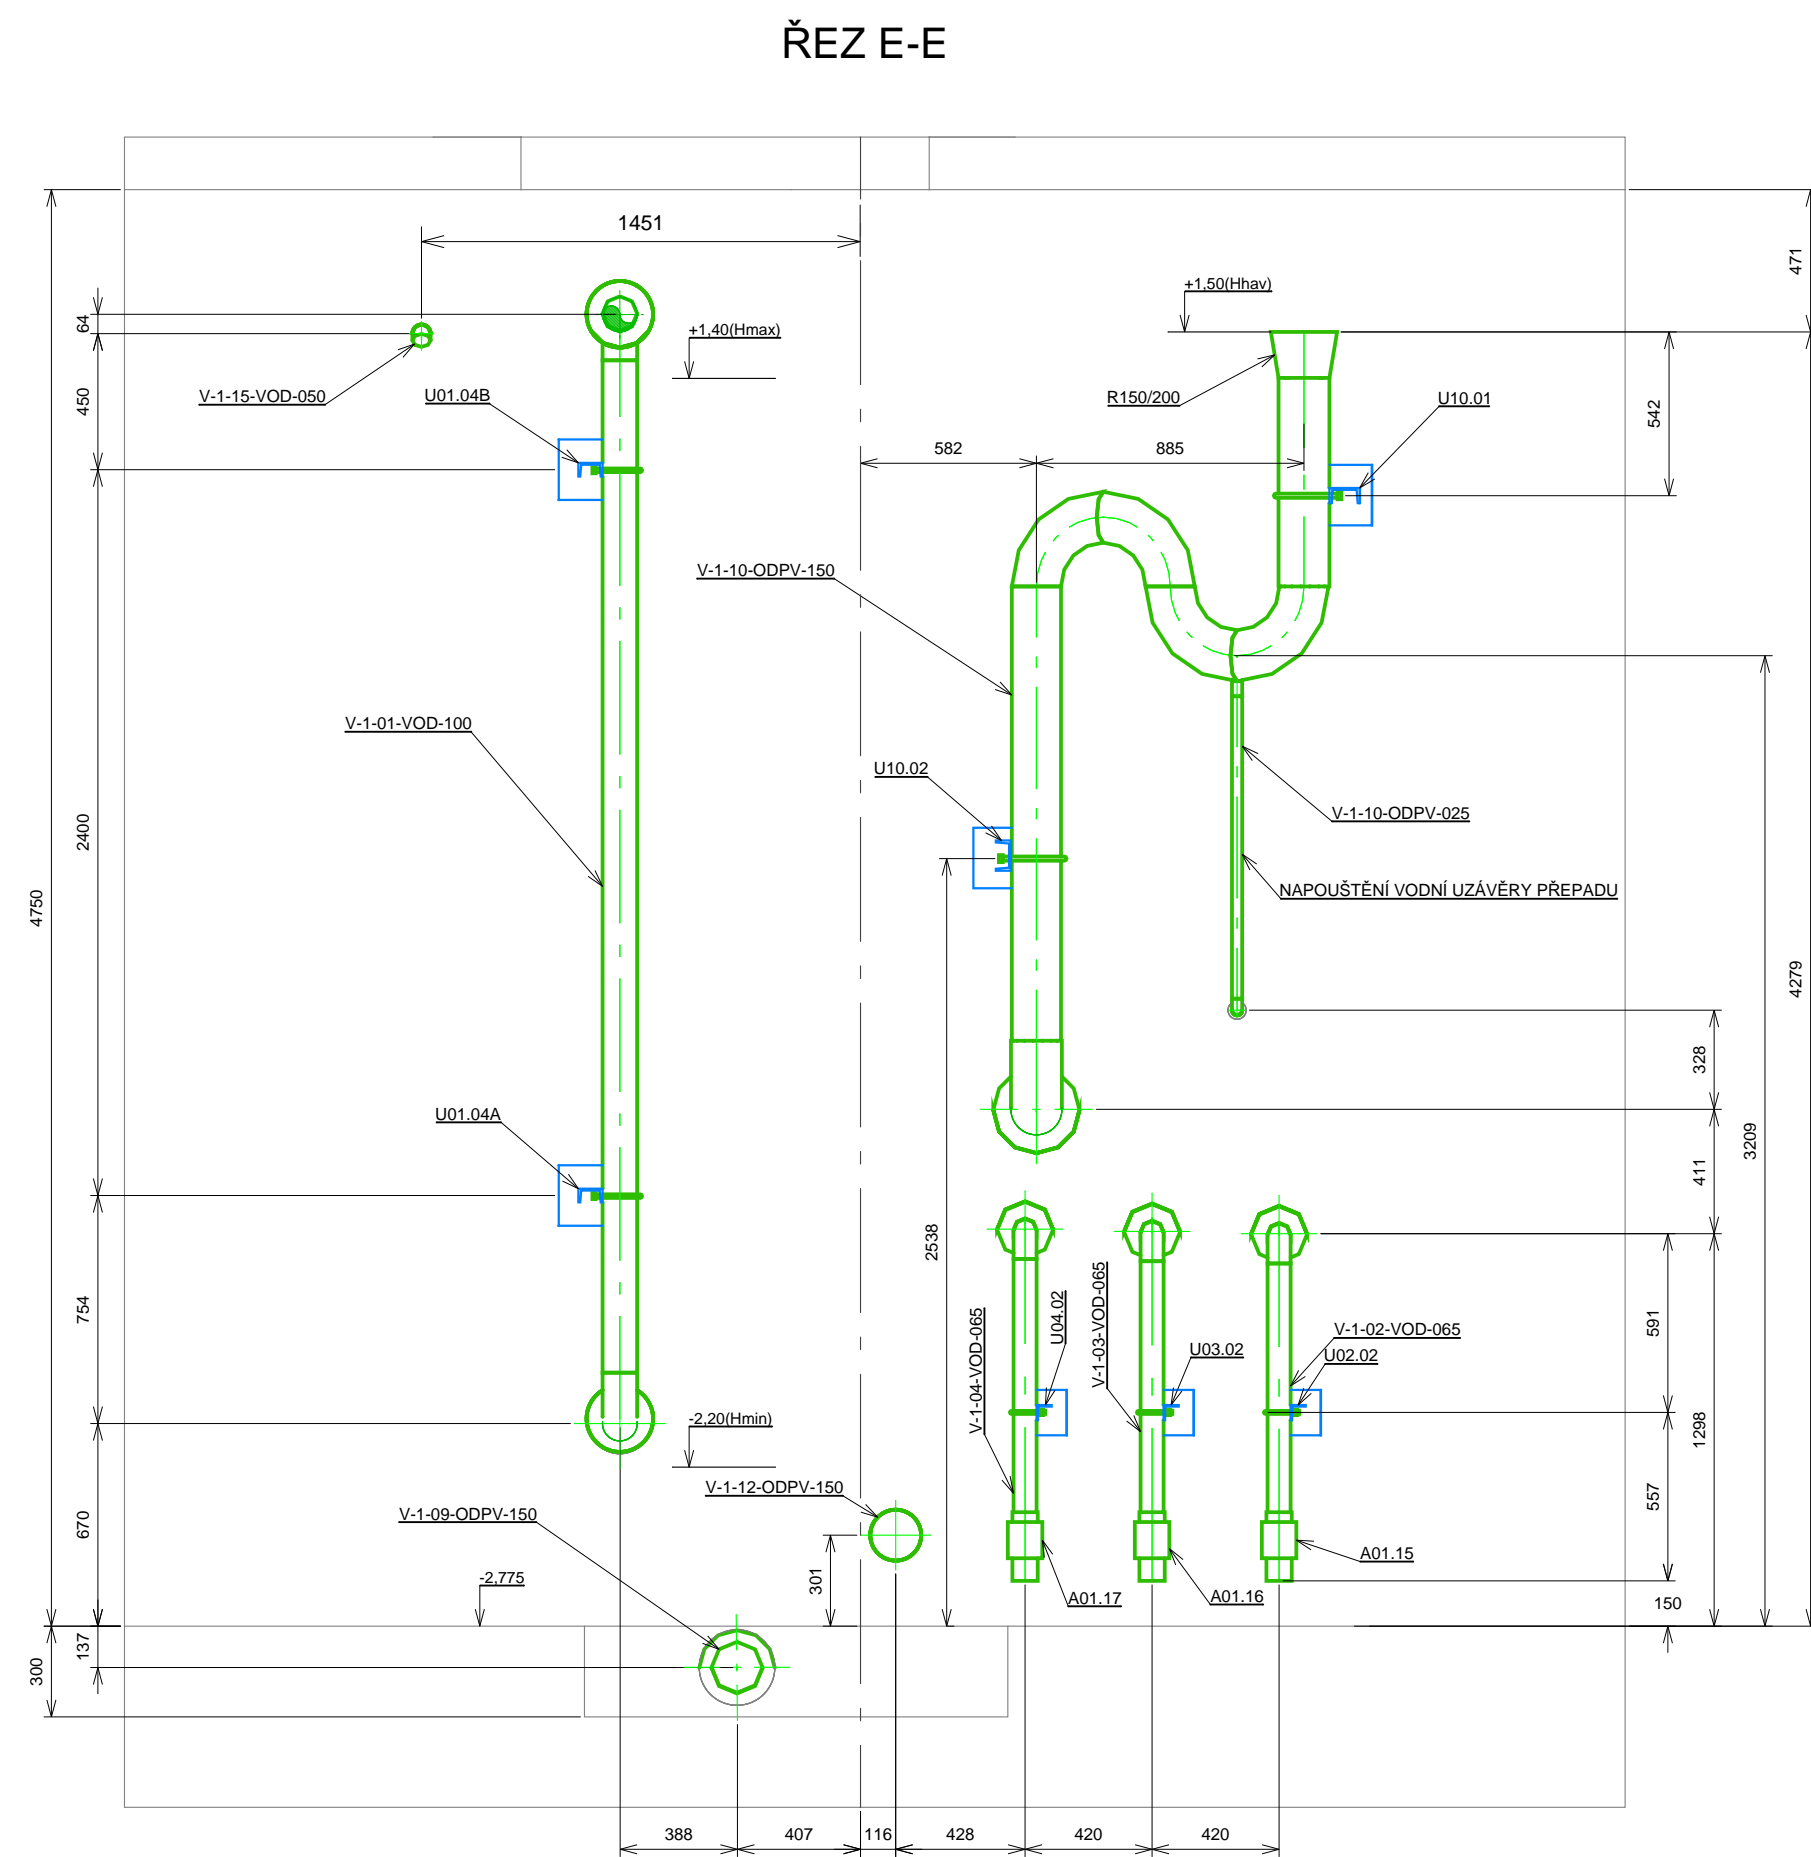 ŘEZ E-E
1451
471
64
+1,50(Hhav)
+1,40(Hmax)
V-1-15-VOD-050
U01.04B
R150/200
U10.01
450
542
582
885
V-1-10-ODPV-150
V-1-01-VOD-100
U10.02
V-1-10-ODPV-025
2400
NAPOUŠTĚNÍ VODNÍ UZÁVĚRY PŘEPADU
4750
4279
328
U01.04A
3209
411
2538
754
V-1-04-VOD-065
U04.02
V-1-03-VOD-065
U03.02
V-1-02-VOD-065
U02.02
591
1298
-2,20(Hmin)
V-1-12-ODPV-150
V-1-09-ODPV-150
557
670
A01.15
301
-2,775
A01.17
A01.16
150
137
300
388
407
116
428
420
420